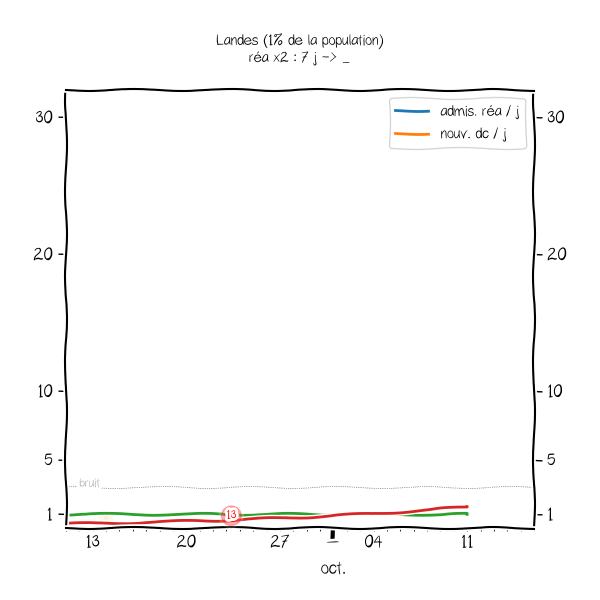 Landes (1% de la population)
réa x2 : 7 j -> _
admis. réa / j
nouv. dc / j
30
30
20
20
10
10
5
5
bruit
13
1
1
13
20
27
04
11
oct.